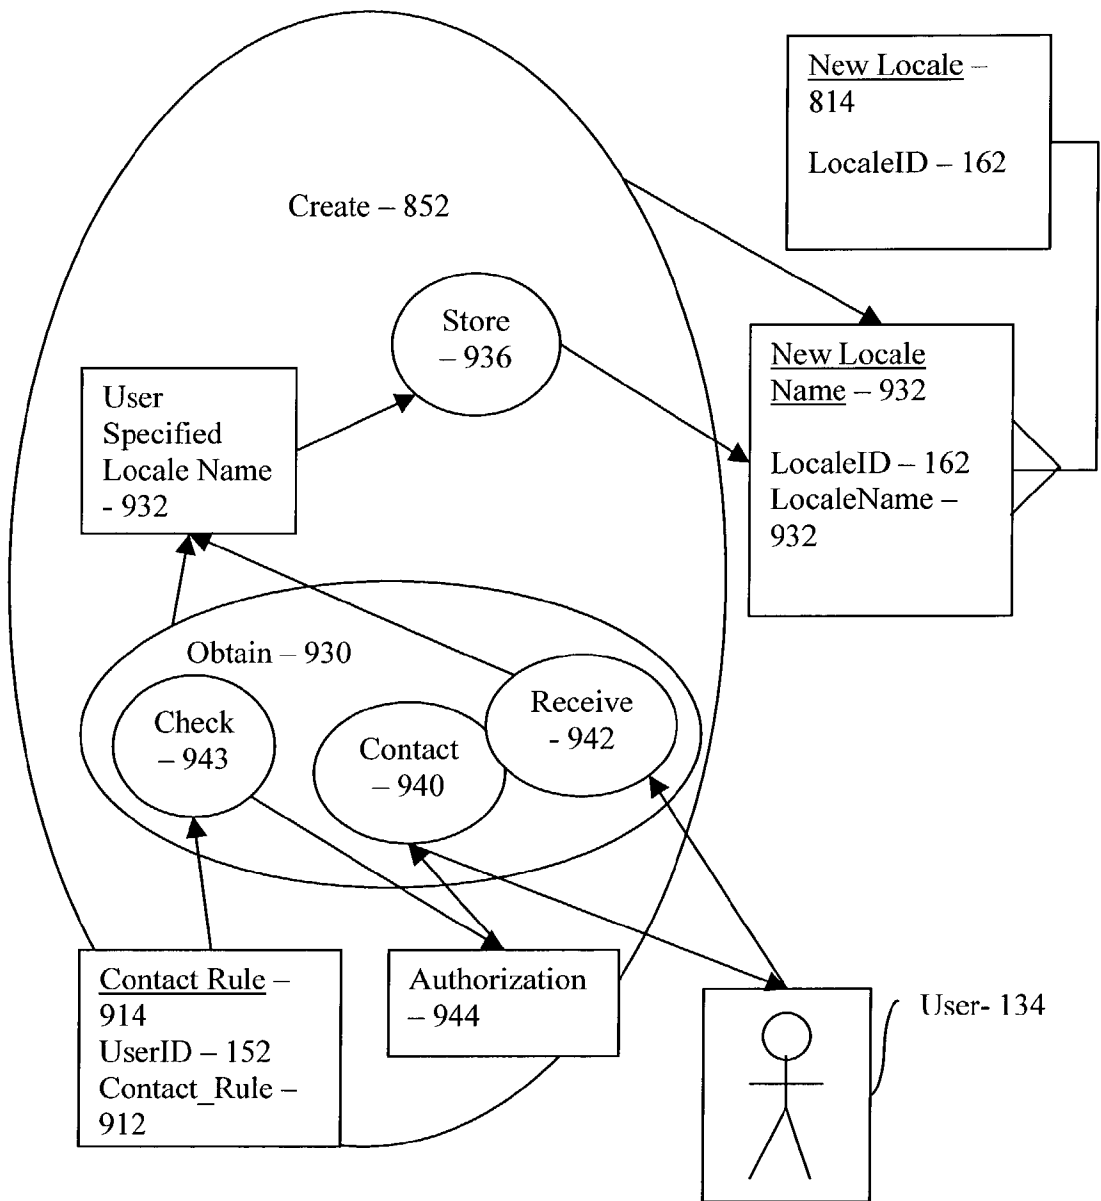 New Locale –
814
LocaleID – 162
Create – 852
Store
– 936
New Locale
Name – 932
LocaleID – 162
LocaleName –
932
User
Specified
Locale Name
- 932
Obtain – 930
Check
– 943
Contact
– 940
Receive
- 942
Contact Rule –
914
UserID – 152
Contact_Rule –
912
Authorization
– 944
User- 134